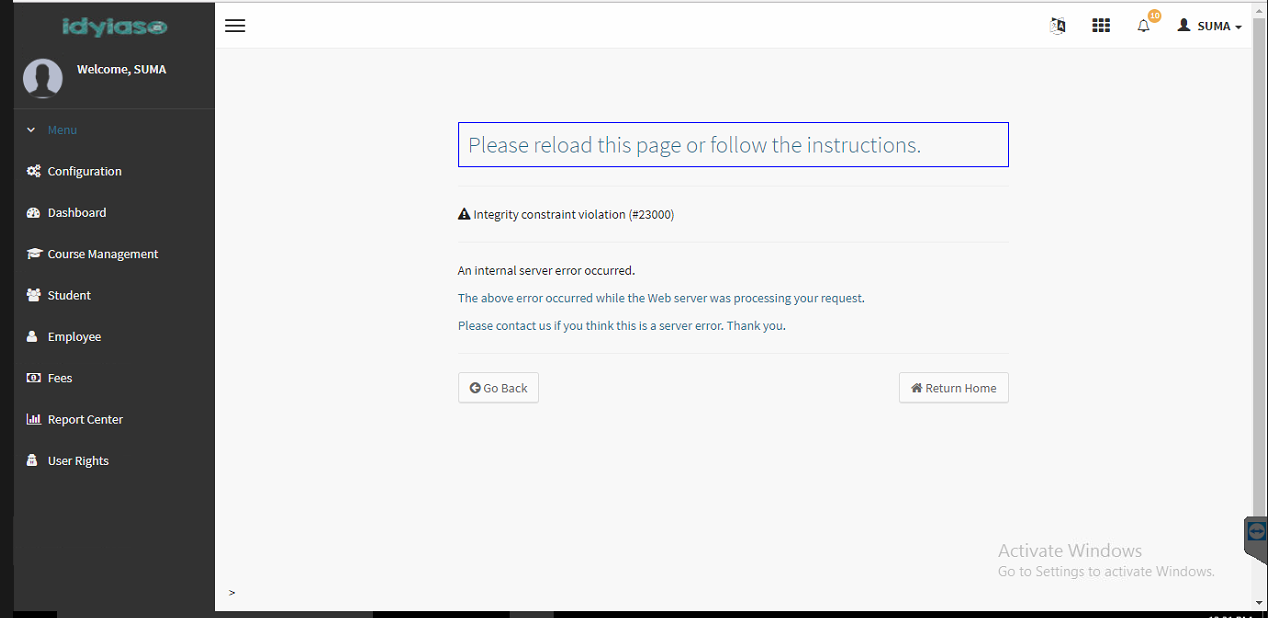 idyias
10
SUMA
Welcome, SUMA
Menu
Configuration
Dashboard
Course Management
Student
Employee
Fees
Report Center
User Rights
Please reload this page or follow the instructions.
Integrity constraint violation (#23000)
An internal server error occurred.
The above error occurred while the Web server was processing your request.
Please contact us if you think this is a server error. Thank you.
Go Back
Return Home
Activate Windows
Go to Settings to activate Windows.
>